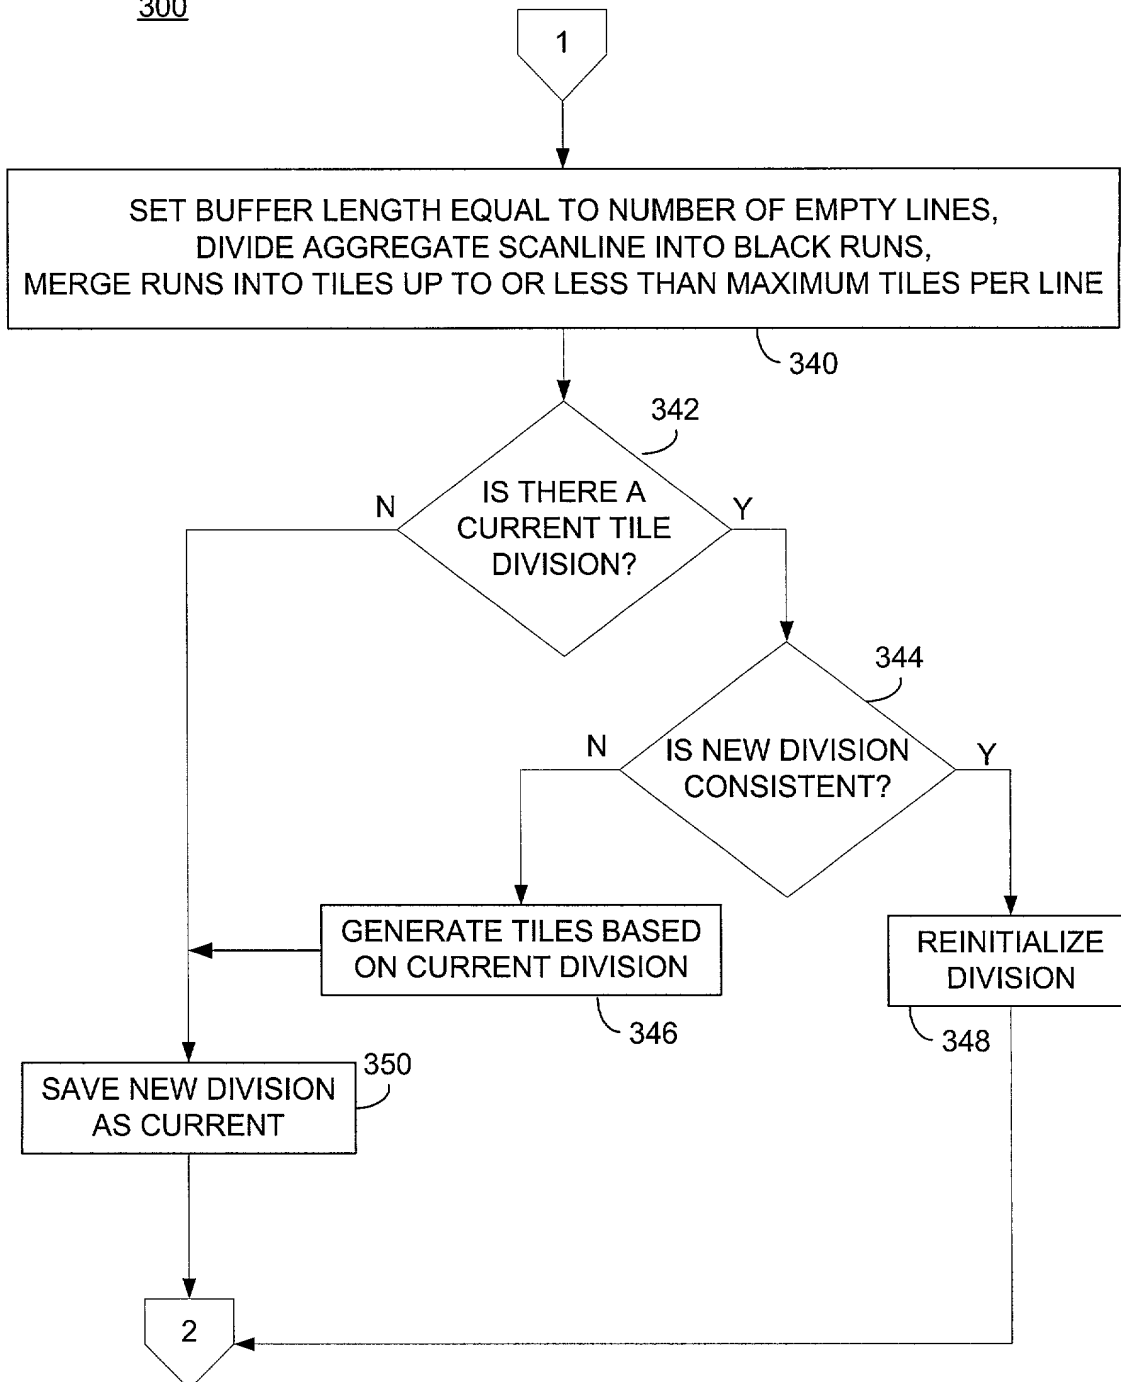 300
1
SET BUFFER LENGTH EQUAL TO NUMBER OF EMPTY LINES,
DIVIDE AGGREGATE SCANLINE INTO BLACK RUNS,
MERGE RUNS INTO TILES UP TO OR LESS THAN MAXIMUM TILES PER LINE
340
342
IS THERE A
CURRENT TILE
DIVISION?
N
Y
344
IS NEW DIVISION
CONSISTENT?
N
Y
GENERATE TILES BASED
ON CURRENT DIVISION
346
REINITIALIZE
DIVISION
348
350
SAVE NEW DIVISION
AS CURRENT
2